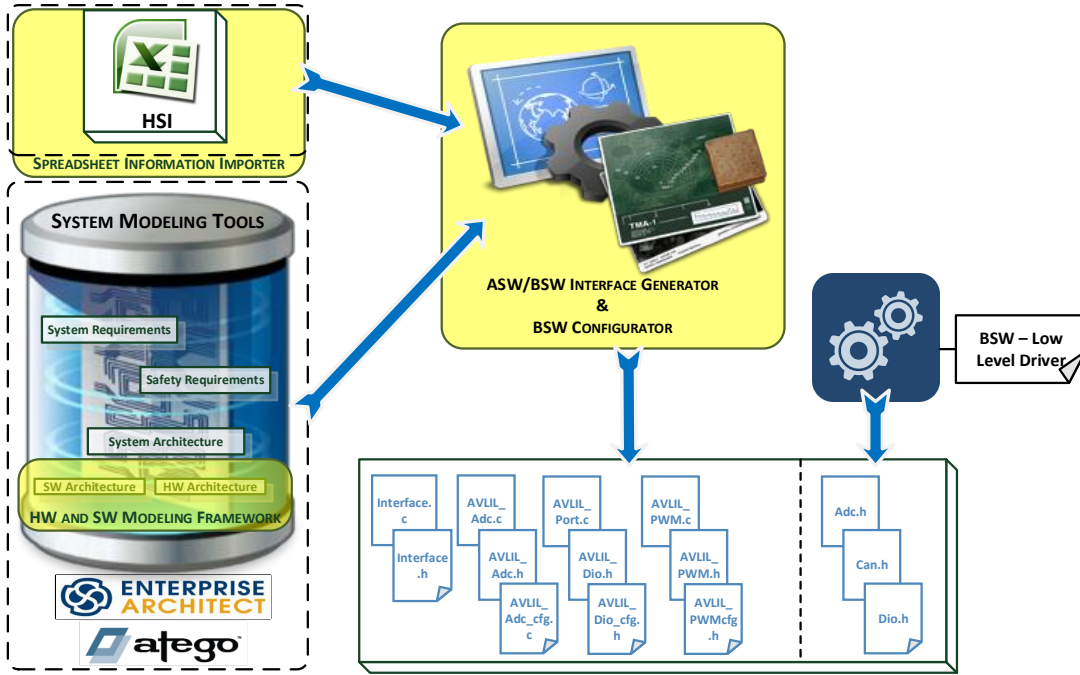 HSI
SPREADSHEET INFORMATION IMPORTER
SYSTEM MODELING TOOLS
System Requirements
Safety Requirements
System Architecture
SW Architecture
HW Architecture
HW AND SW MODELING FRAMEWORK
ENTERPRISE
ARCHITECT
atego
TMA-1
ASW/BSW INTERFACE GENERATOR
&
BSW CONFIGURATOR
BSW – Low
Level Driver
Interface.
c
Interface
.h
AVLIL_
Adc.c
AVLIL_
Adc.h
AVLIL_
Adc_cfg.
c
AVLIL_
Port.c
AVLIL_
Dio.h
AVLIL_
Dio_cfg.
h
AVLIL_
PWM.c
AVLIL_
PWM.h
AVLIL_
PWMcfg
.h
Adc.h
Can.h
Dio.h